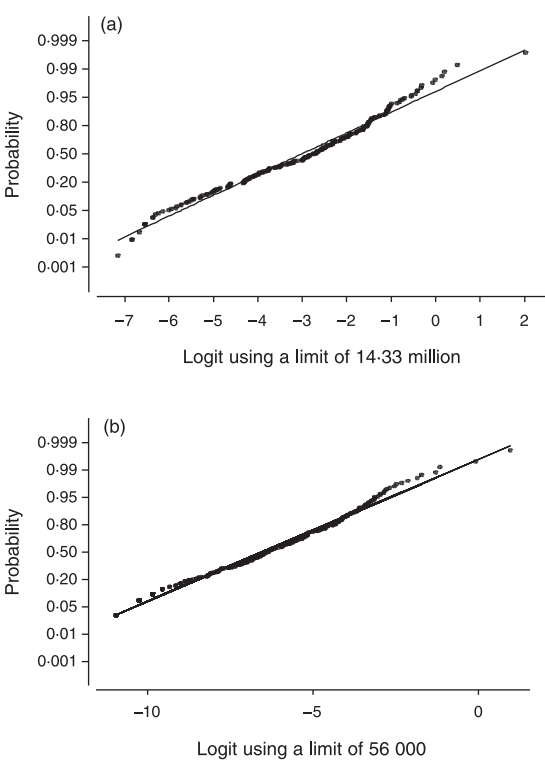 (a)
0·999
0·99
0·95
0·80
0·50
0·20
0·05
0·01
0·001
Probability
−7 −6 −5 −4 −3 −2 −1 0 1 2
Logit using a limit of 14·33 million
(b)
0·999
0·99
0·95
0·80
0·50
0·20
0·05
0·01
0·001
Probability
−10 −5 0
Logit using a limit of 56 000